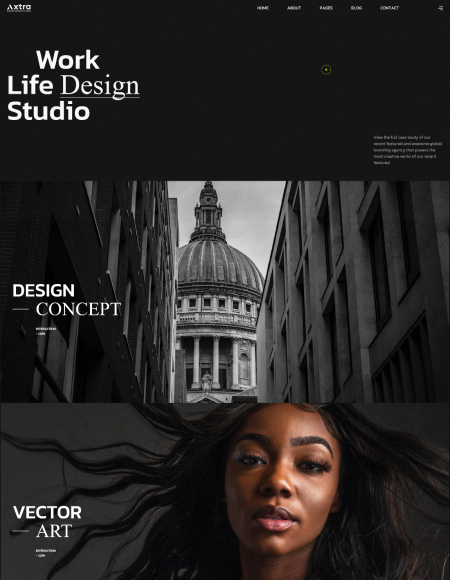 Axtra
HOME
ABOUT
PAGES
BLOG
CONTACT
Work
Life Design
Studio
View the full case study of our
recent featured and awesome global
branding agency that powers the
most creative works of our recent
featured!
DESIGN
CONCEPT
INTERACTION
VECTOR
ART
INTERACTION